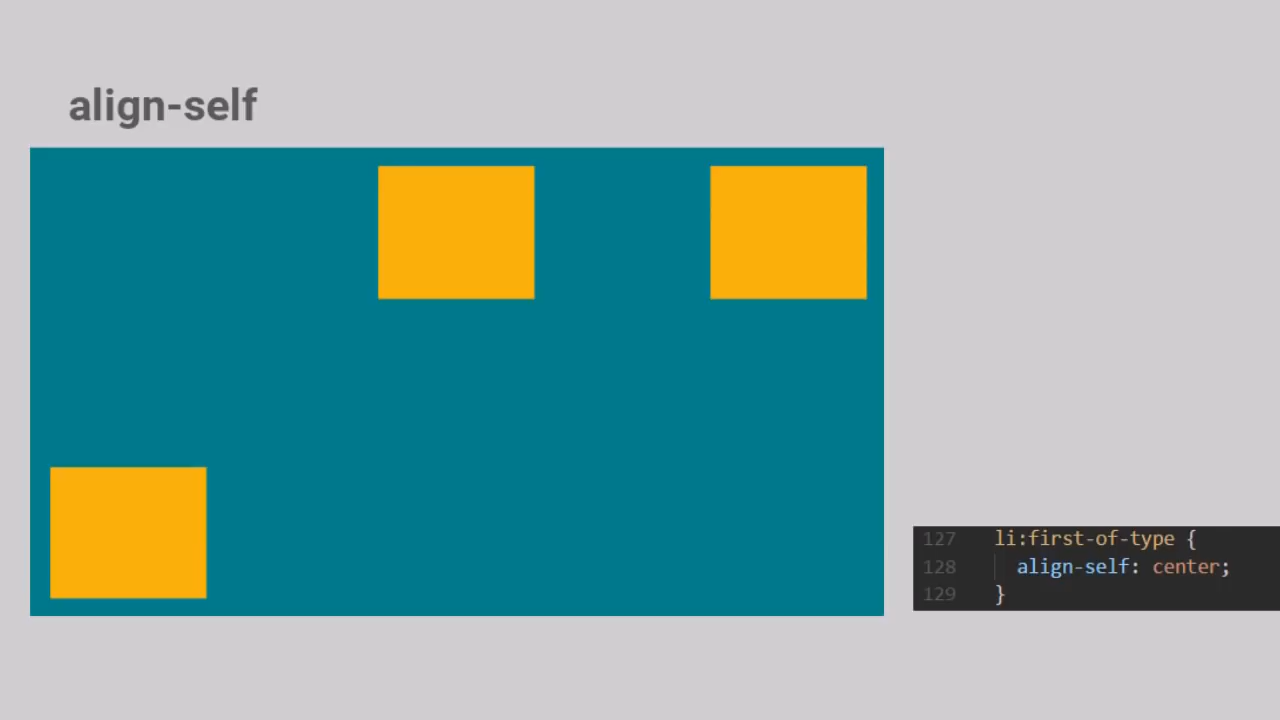 align-self
127 li:first-of-type {
128 align-self: center;
129 }